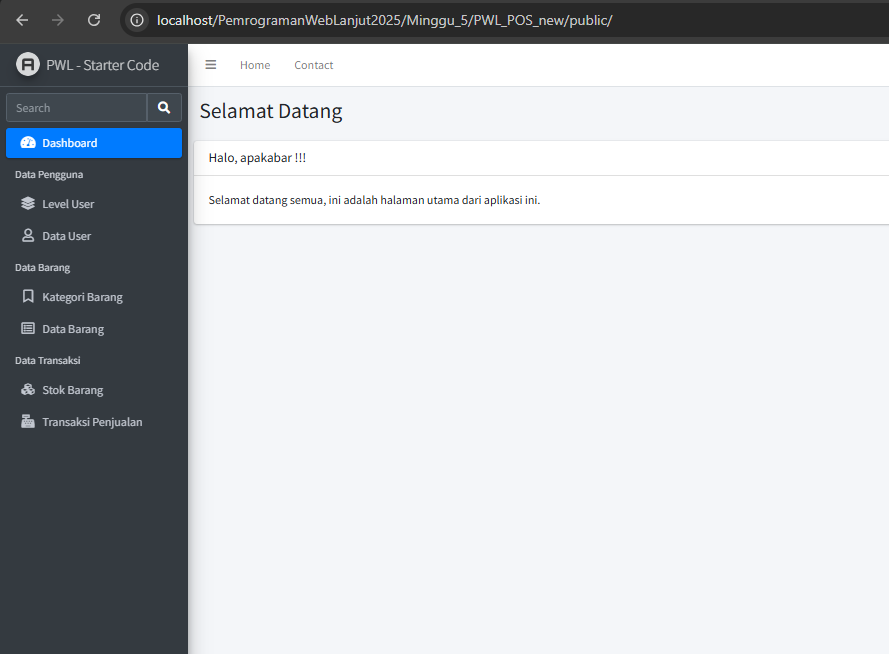 localhost/PemrogramanWebLanjut2025/Minggu_5/PWL_POS_new/public/
PWL - Starter Code
Home Contact
Search
Dashboard
Data Pengguna
Level User
Data User
Data Barang
Kategori Barang
Data Barang
Data Transaksi
Stok Barang
Transaksi Penjualan
Selamat Datang
Halo, apakabar !!!
Selamat datang semua, ini adalah halaman utama dari aplikasi ini.